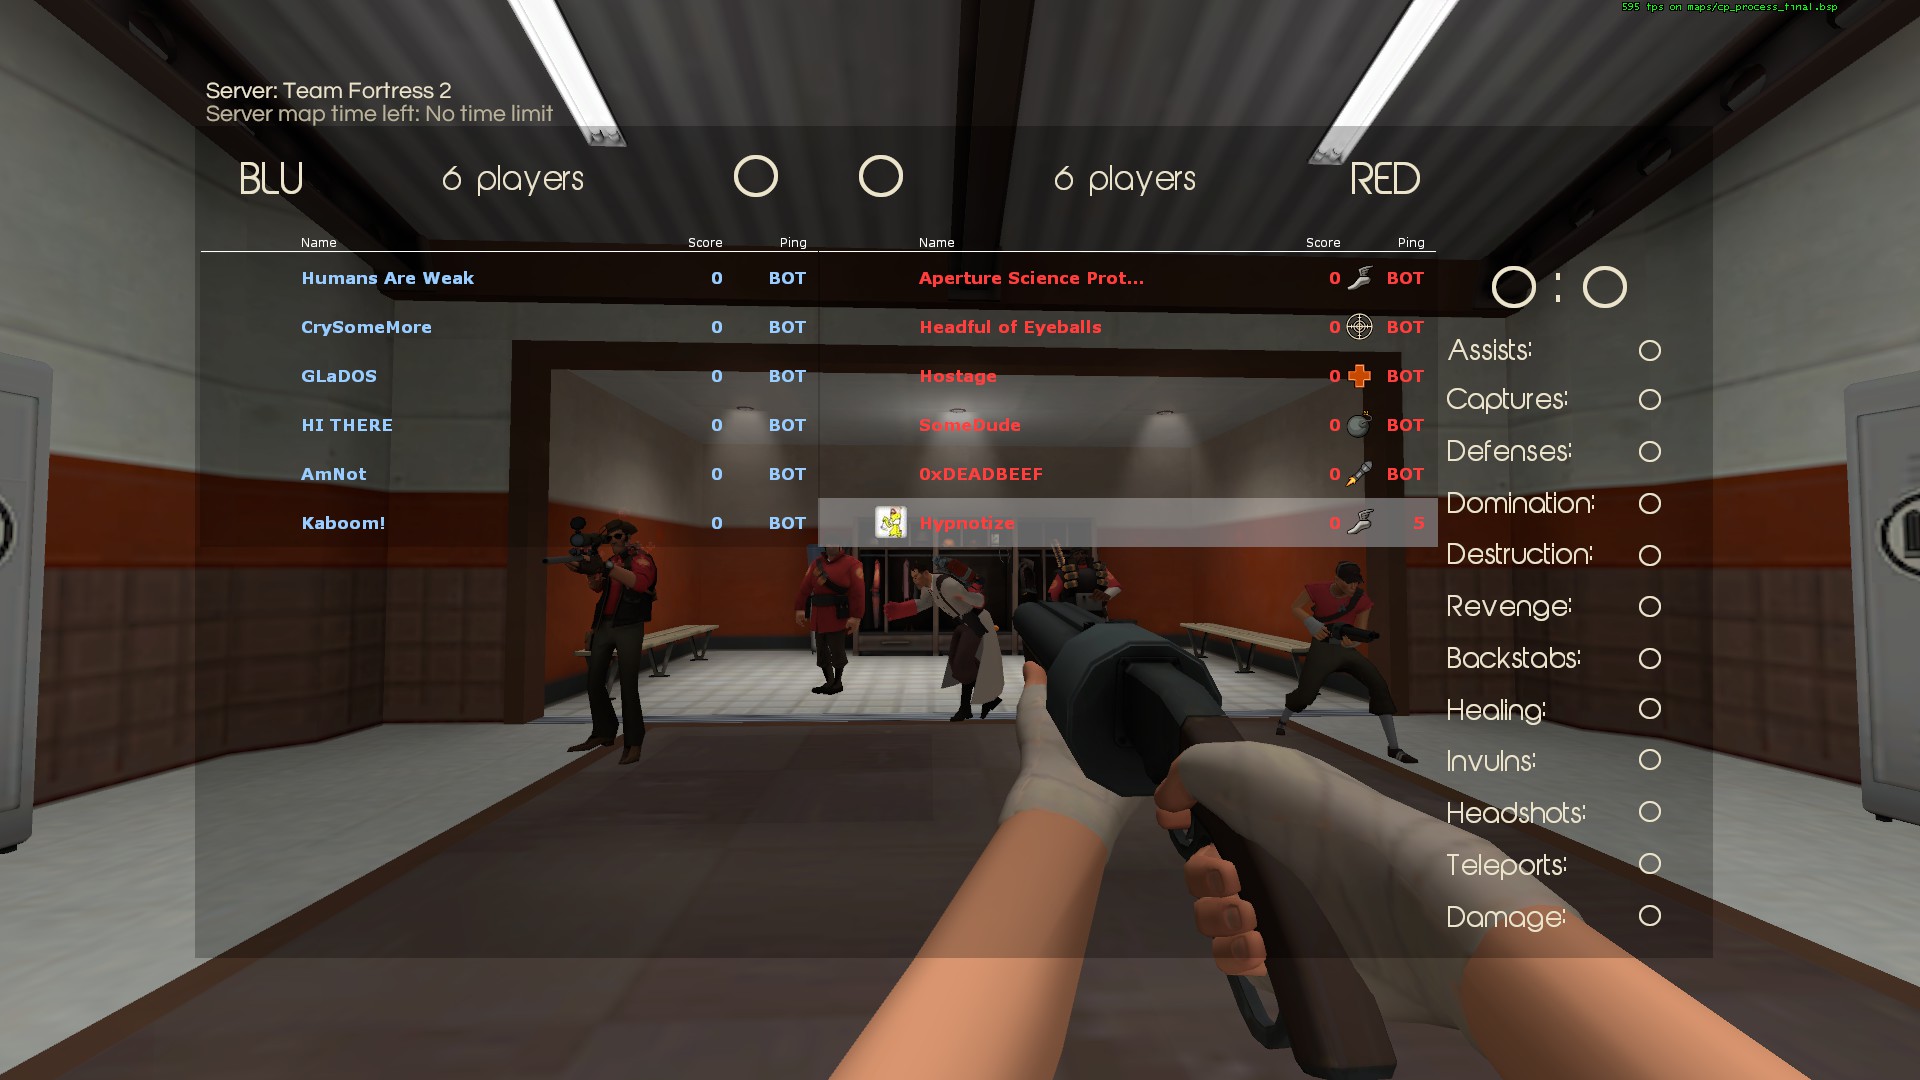 595 fps on maps/cp_process_final.bsp
Server: Team Fortress 2
Server map time left: No time limit
BLU 6 players 0 0 6 players RED
Name Score Ping Name Score Ping
Humans Are Weak 0 BOT Aperture Science Prot... 0 BOT
CrySomeMore 0 BOT Headful of Eyeballs 0 BOT
GLaDOS 0 BOT Hostage 0 BOT
HI THERE 0 BOT SomeDude 0 BOT
AmNot 0 BOT 0xDEADBEEF 0 BOT
Kaboom! 0 BOT Hypnotize 0 5
0 : 0
Assists: 0
Captures: 0
Defenses: 0
Domination: 0
Destruction: 0
Revenge: 0
Backstabs: 0
Healing: 0
Invulns: 0
Headshots: 0
Teleports: 0
Damage: 0